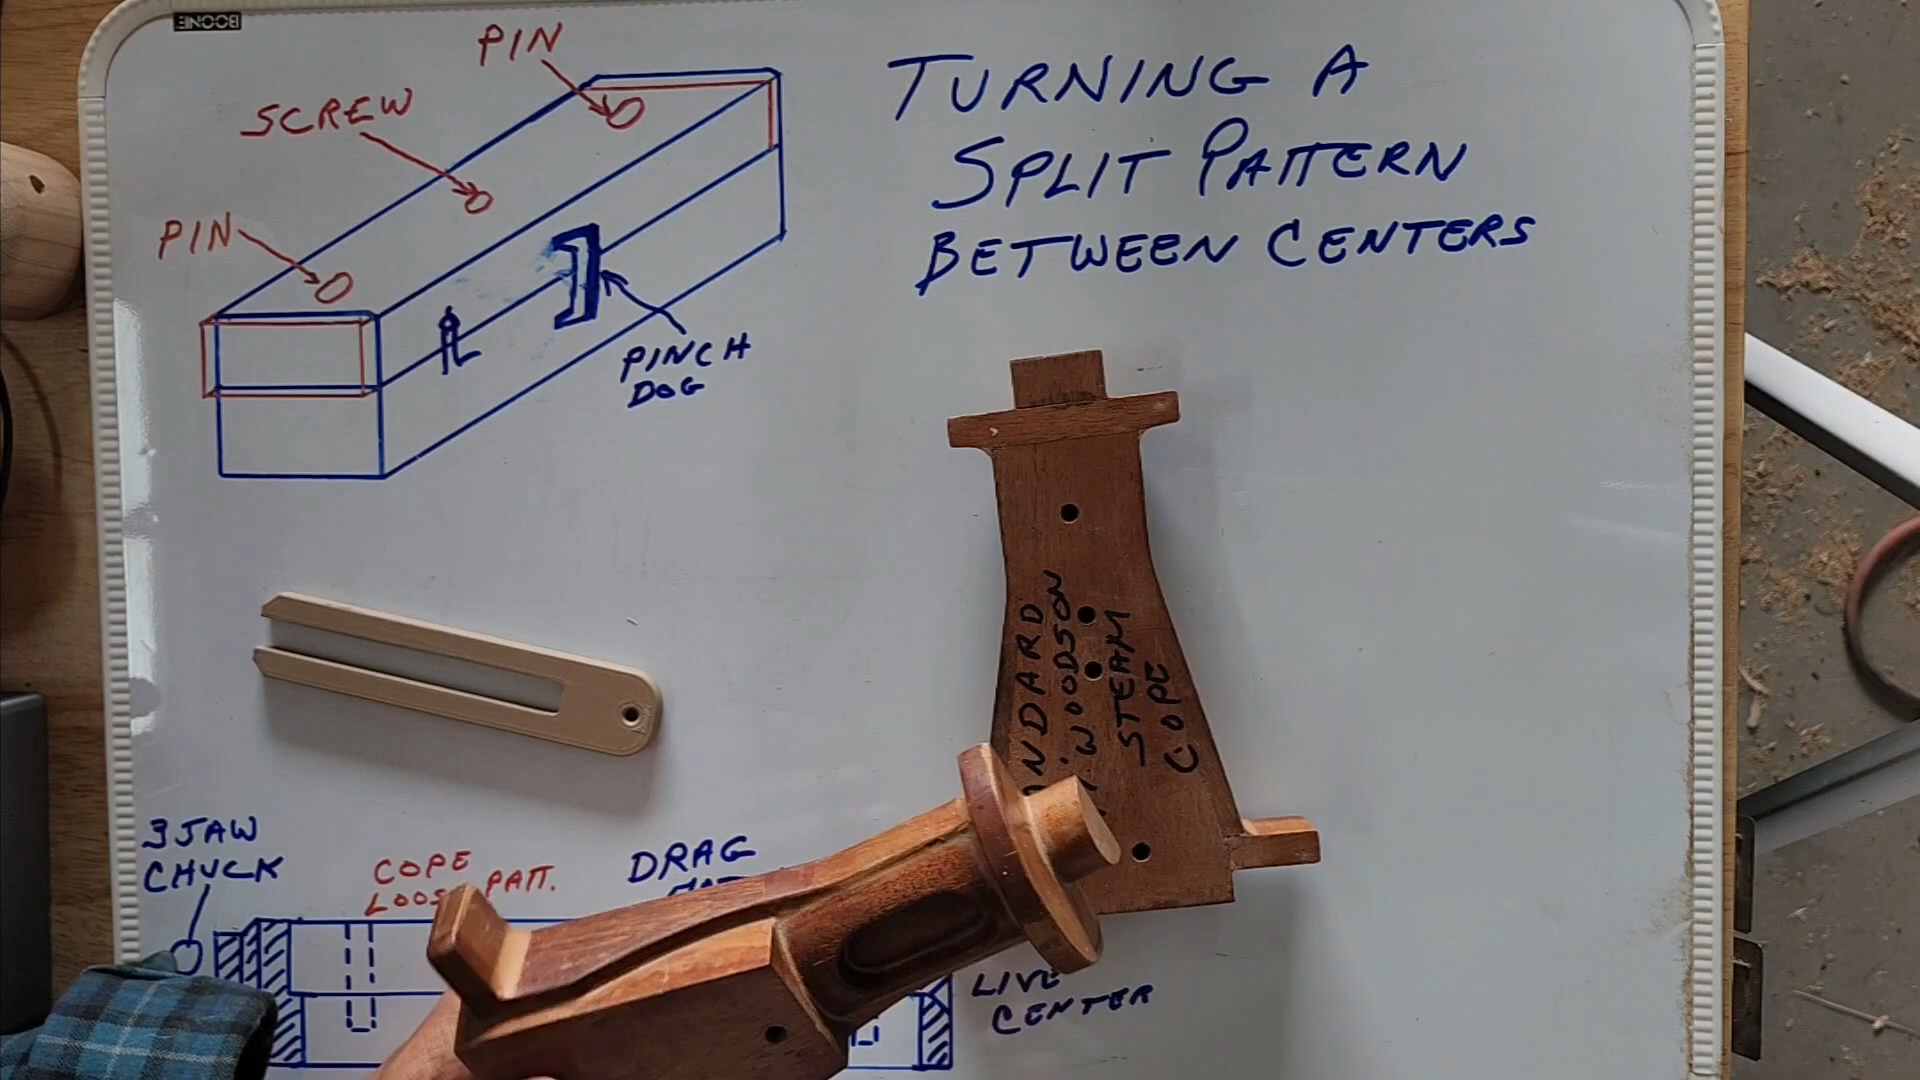 BOONE
PIN
SCREW
PIN
PINCH
DOG
TURNING A
SPLIT PATTERN
BETWEEN CENTERS
WOODSON
STEAM
COPE
3 JAW
CHUCK
COPE
PATT.
DRAG
LIVE
CENTER